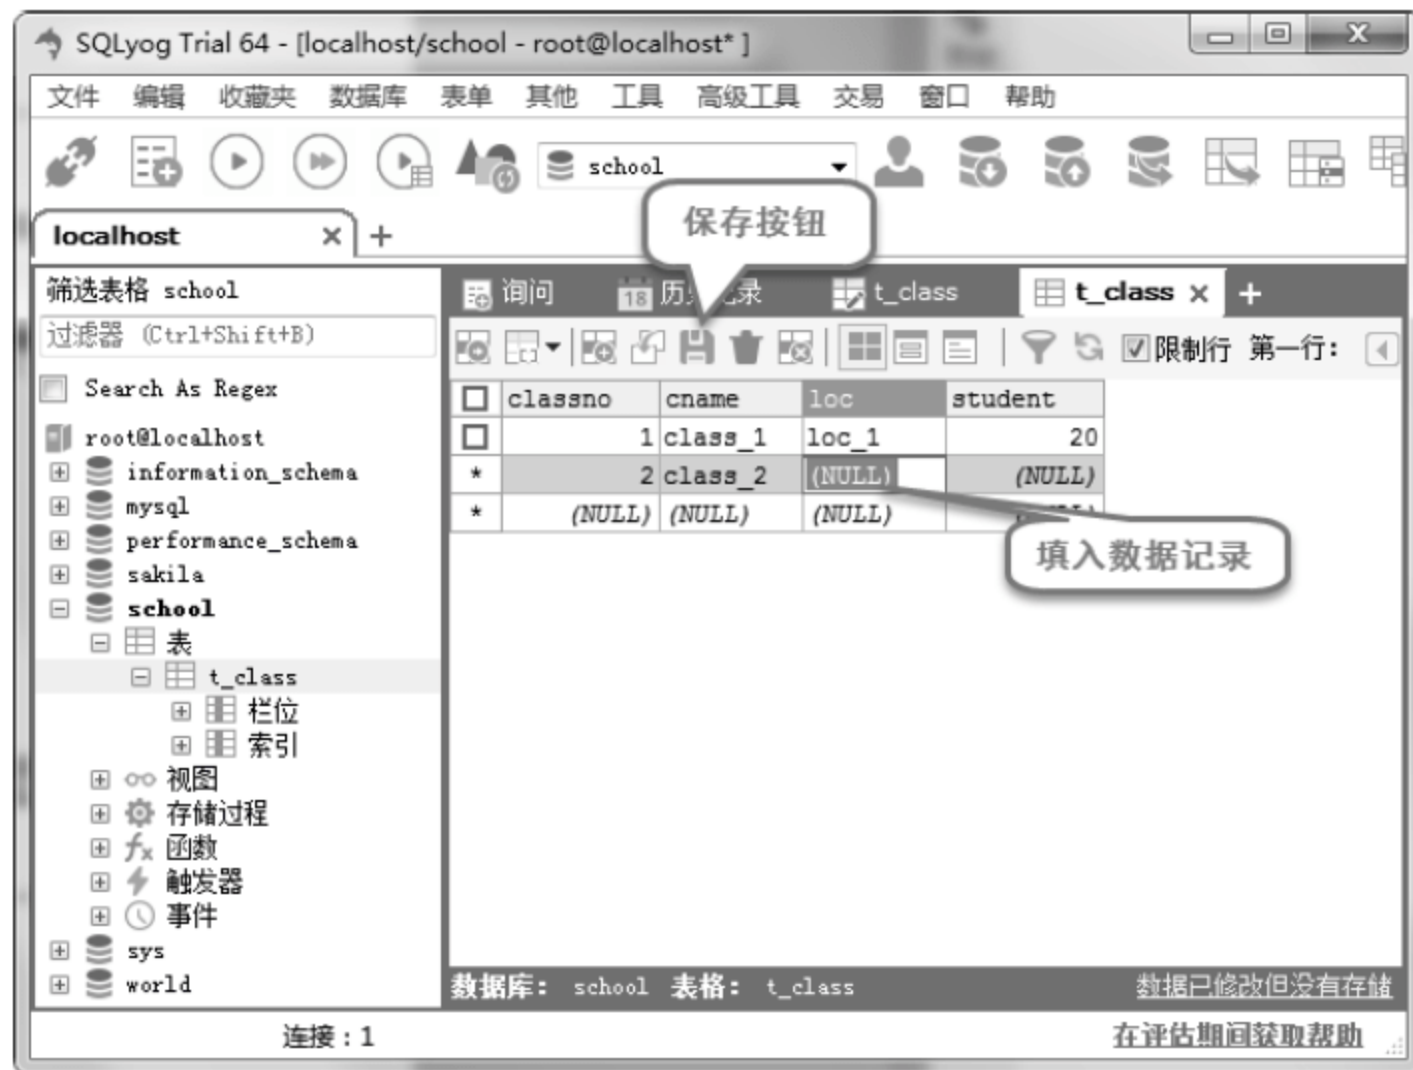 SQLyog Trial 64 - [localhost/school - root@localhost* ]
文件 编辑 收藏夹 数据库 表单 其他 工具 高级工具 交易 窗口 帮助
school
保存按钮
localhost
筛选表格 school
过滤器 (Ctrl+Shift+B)
Search As Regex
root@localhost
information_schema
mysql
performance_schema
sakila
school
表
t_class
栏位
索引
视图
存储过程
函数
触发器
事件
sys
world
询问 18 历 记录 t_class t_class
限制行 第一行:
classno cname loc student
1 class_1 loc_1 20
* 2 class_2 (NULL) (NULL)
* (NULL) (NULL) (NULL)
填入数据记录
数据库: school 表格: t_class 数据已修改但没有存储
连接：1 在评估期间获取帮助